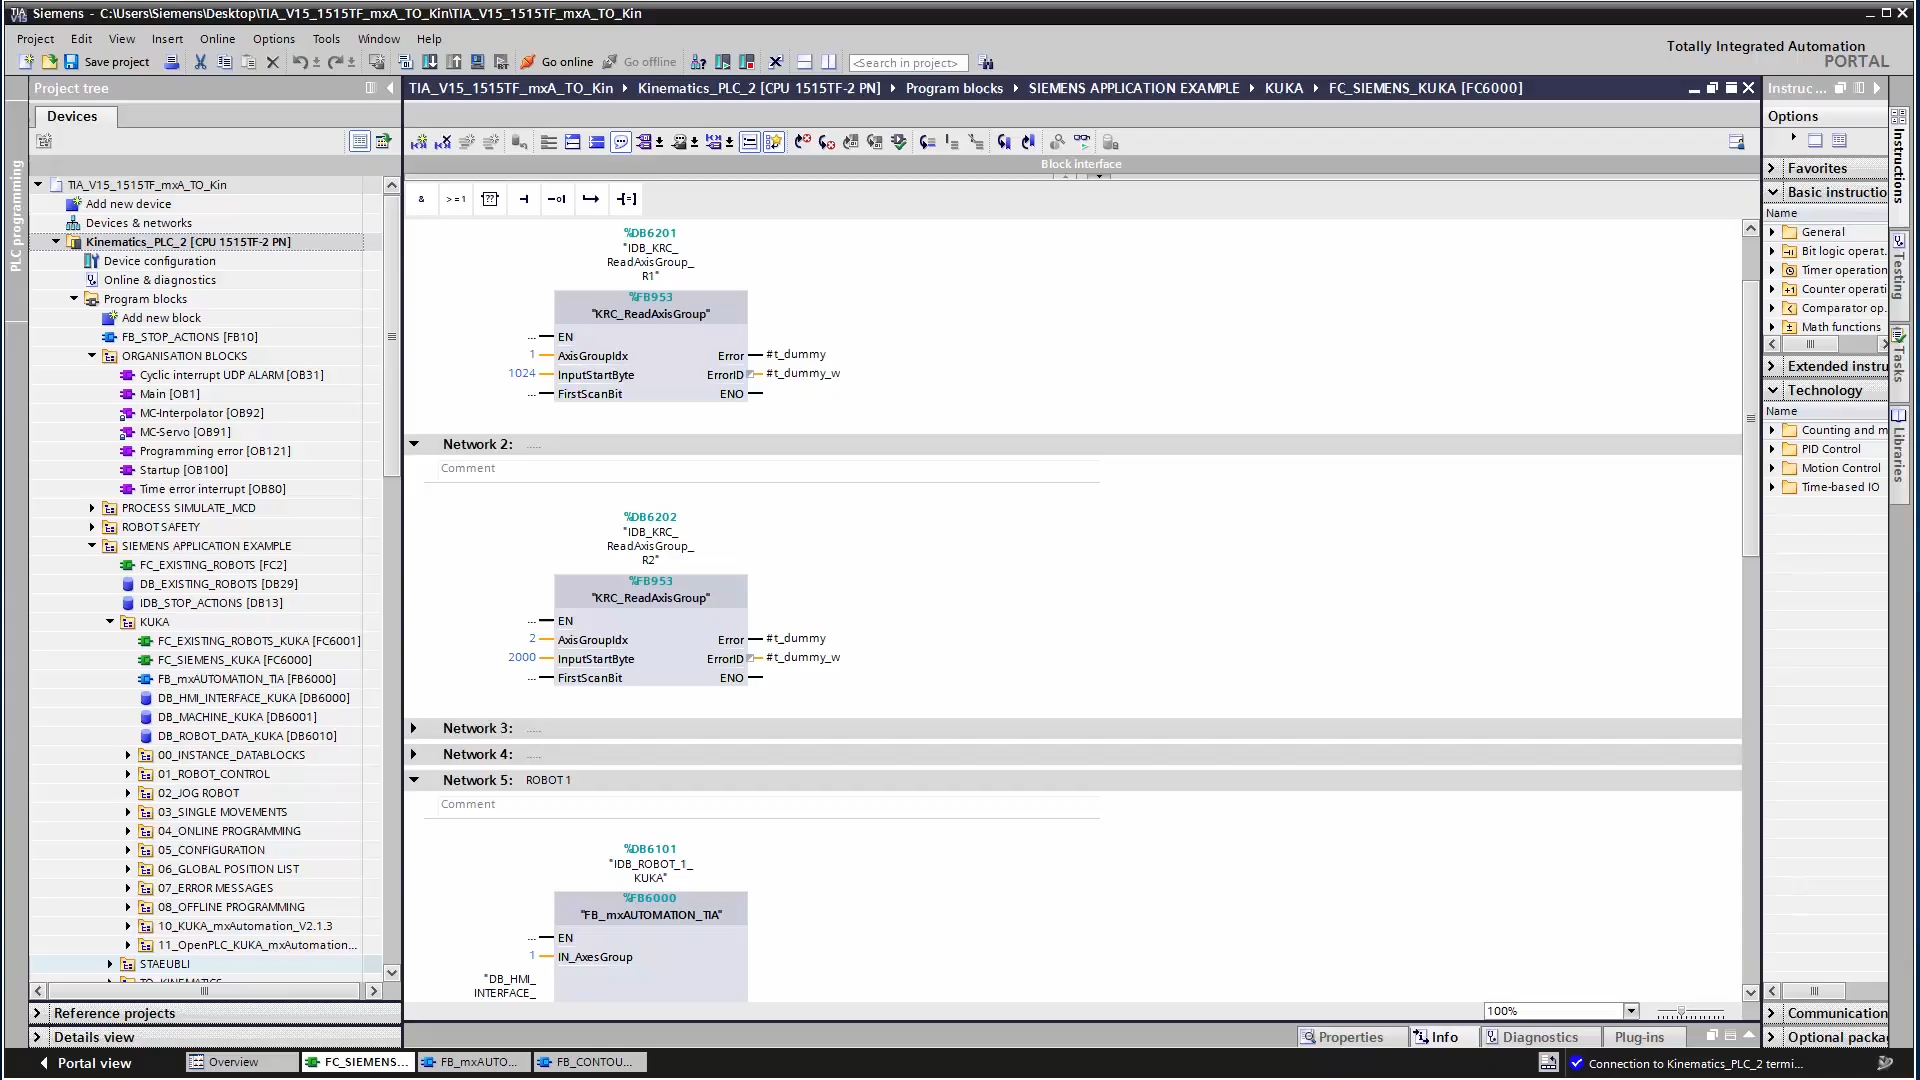 Siemens - C:\Users\Siemens\Desktop\TIA_V15_1515TF_mxA_TO_Kin\TIA_V15_1515TF_mxA_TO_Kin
Project Edit View Insert Online Options Tools Window Help
Totally Integrated Automation
PORTAL
Save project
Go online
Go offline
<Search in project>
Project tree
TIA_V15_1515TF_mxA_TO_Kin Kinematics_PLC_2 [CPU 1515TF-2 PN] Program blocks SIEMENS APPLICATION EXAMPLE KUKA FC_SIEMENS_KUKA [FC6000]
Devices
PLC programming
TIA_V15_1515TF_mxA_TO_Kin
Add new device
Devices & networks
Kinematics_PLC_2 [CPU 1515TF-2 PN]
Device configuration
Online & diagnostics
Program blocks
Add new block
FB_STOP_ACTIONS [FB10]
ORGANISATION BLOCKS
Cyclic interrupt UDP ALARM [OB31]
Main [OB1]
MC-Interpolator [OB92]
MC-Servo [OB91]
Programming error [OB121]
Startup [OB100]
Time error interrupt [OB80]
PROCESS SIMULATE_MCD
ROBOT SAFETY
SIEMENS APPLICATION EXAMPLE
FC_EXISTING_ROBOTS [FC2]
DB_EXISTING_ROBOTS [DB29]
IDB_STOP_ACTIONS [DB13]
KUKA
FC_EXISTING_ROBOTS_KUKA [FC6001]
FC_SIEMENS_KUKA [FC6000]
FB_mxAUTOMATION_TIA [FB6000]
DB_HMI_INTERFACE_KUKA [DB6000]
DB_MACHINE_KUKA [DB6001]
DB_ROBOT_DATA_KUKA [DB6010]
00_INSTANCE_DATABLOCKS
01_ROBOT_CONTROL
02_JOG ROBOT
03_SINGLE MOVEMENTS
04_ONLINE PROGRAMMING
05_CONFIGURATION
06_GLOBAL POSITION LIST
07_ERROR MESSAGES
08_OFFLINE PROGRAMMING
10_KUKA_mxAutomation_V2.1.3
11_OpenPLC_KUKA_mxAutomation...
STAEUBLI
TO_KINEMATICS
Reference projects
Details view
Block interface
& >=1 ??
%DB6201
"IDB_KRC_
ReadAxisGroup_
R1"
%FB953
"KRC_ReadAxisGroup"
... EN
1 AxisGroupIdx Error #t_dummy
1024 InputStartByte ErrorID #t_dummy_w
... FirstScanBit ENO
Network 2: .....
Comment
%DB6202
"IDB_KRC_
ReadAxisGroup_
R2"
%FB953
"KRC_ReadAxisGroup"
... EN
2 AxisGroupIdx Error #t_dummy
2000 InputStartByte ErrorID #t_dummy_w
... FirstScanBit ENO
Network 3: .....
Network 4: .....
Network 5: ROBOT 1
Comment
%DB6101
"IDB_ROBOT_1_
KUKA"
%FB6000
"FB_mxAUTOMATION_TIA"
... EN
1 IN_AxesGroup
"DB_HMI_
INTERFACE_
100%
Properties Info Diagnostics Plug-ins
Instruc...
Options
Favorites
Basic instructio
Name
General
Bit logic operat.
Timer operation
Counter operati
Comparator op.
Math functions
Extended instru
Technology
Name
Counting and m
PID Control
Motion Control
Time-based IO
Communication
Optional packag
Instructions
Testing
Tasks
Libraries
Portal view
Overview
FC_SIEMENS...
FB_mxAUTO...
FB_CONTOU...
Connection to Kinematics_PLC_2 termi...